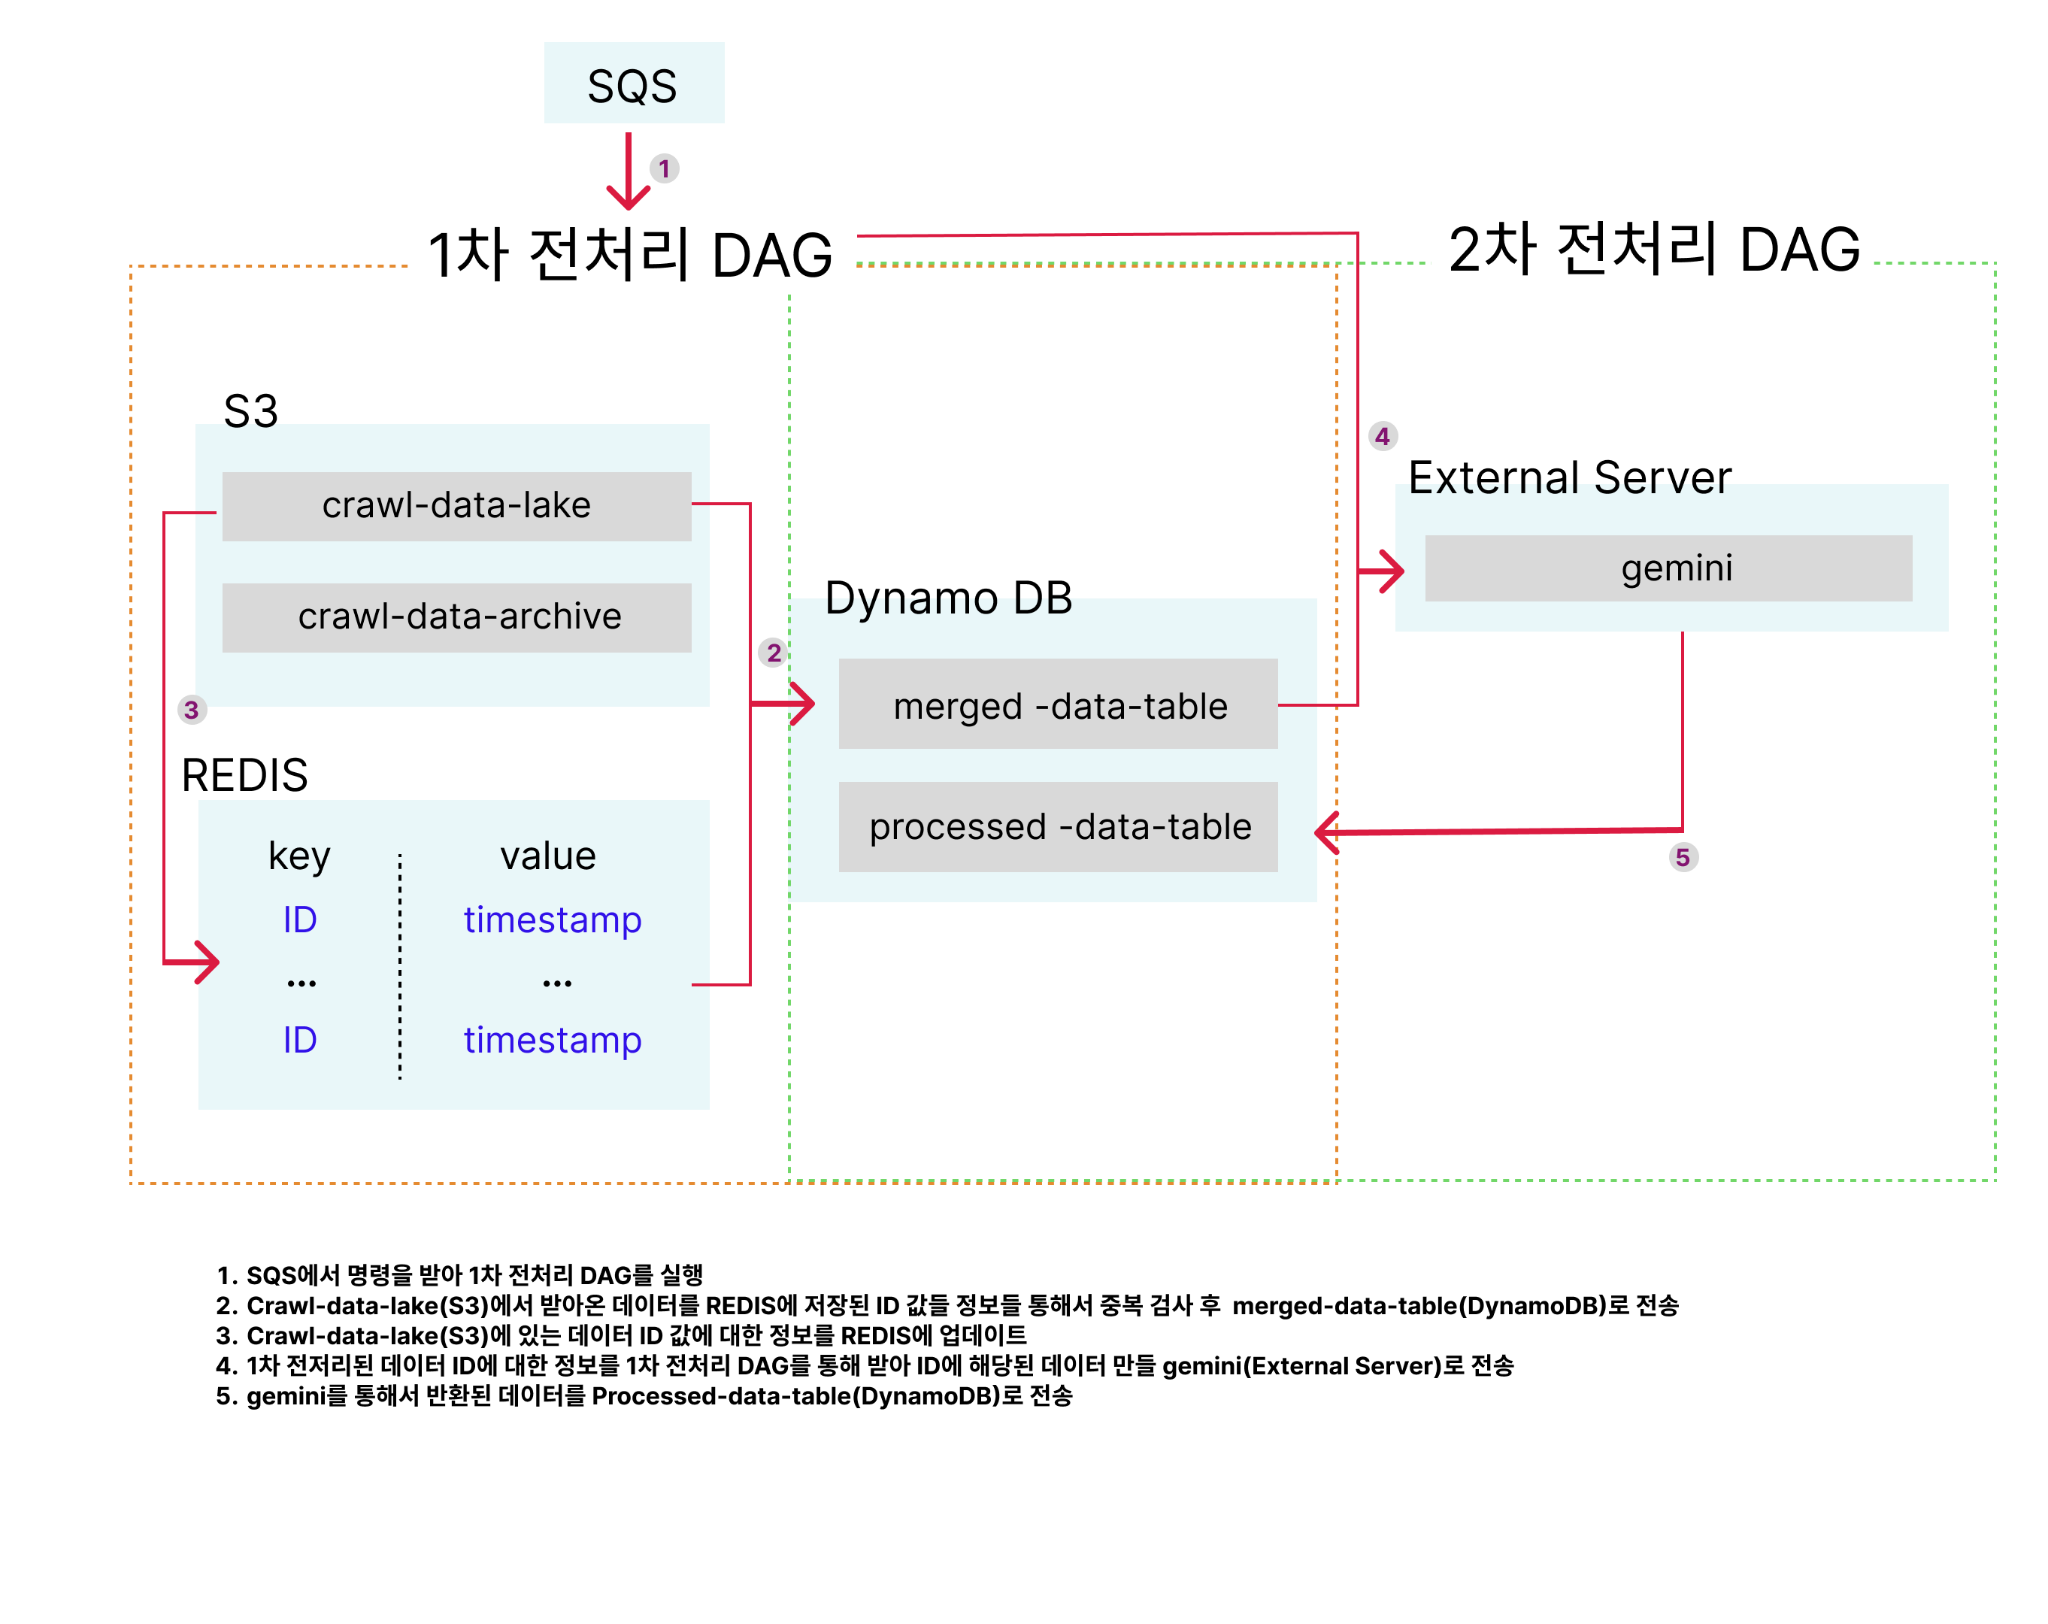 SQS
1
1차 전처리 DAG
2차 전처리 DAG
S3
crawl-data-lake
crawl-data-archive
4
External Server
gemini
Dynamo DB
2
merged -data-table
processed -data-table
3
REDIS
key value
ID timestamp
... ...
ID timestamp
5
1. SQS에서 명령을 받아 1차 전처리 DAG를 실행
2. Crawl-data-lake(S3)에서 받아온 데이터를 REDIS에 저장된 ID 값들 정보들 통해서 중복 검사 후 merged-data-table(DynamoDB)로 전송
3. Crawl-data-lake(S3)에 있는 데이터 ID 값에 대한 정보를 REDIS에 업데이트
4. 1차 전저리된 데이터 ID에 대한 정보를 1차 전처리 DAG를 통해 받아 ID에 해당된 데이터 만들 gemini(External Server)로 전송
5. gemini를 통해서 반환된 데이터를 Processed-data-table(DynamoDB)로 전송